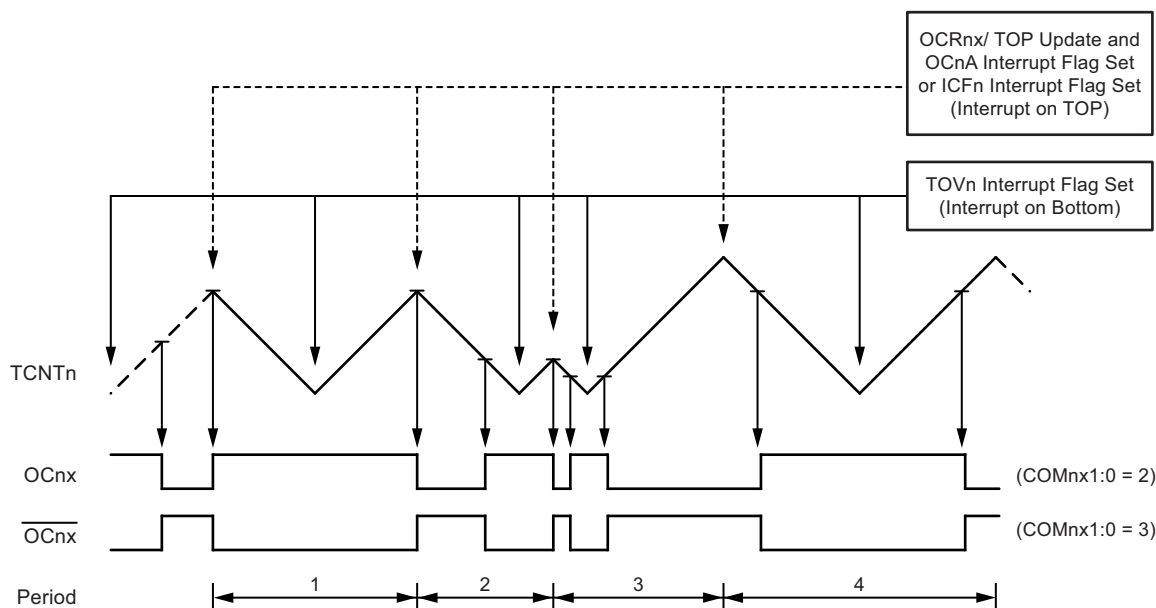 OCRnx/ TOP Update and
OCnA Interrupt Flag Set
or ICFn Interrupt Flag Set
(Interrupt on TOP)
TOVn Interrupt Flag Set
(Interrupt on Bottom)
TCNTn
OCnx
(COMnx1:0 = 2)
OCnx
(COMnx1:0 = 3)
Period
1
2
3
4